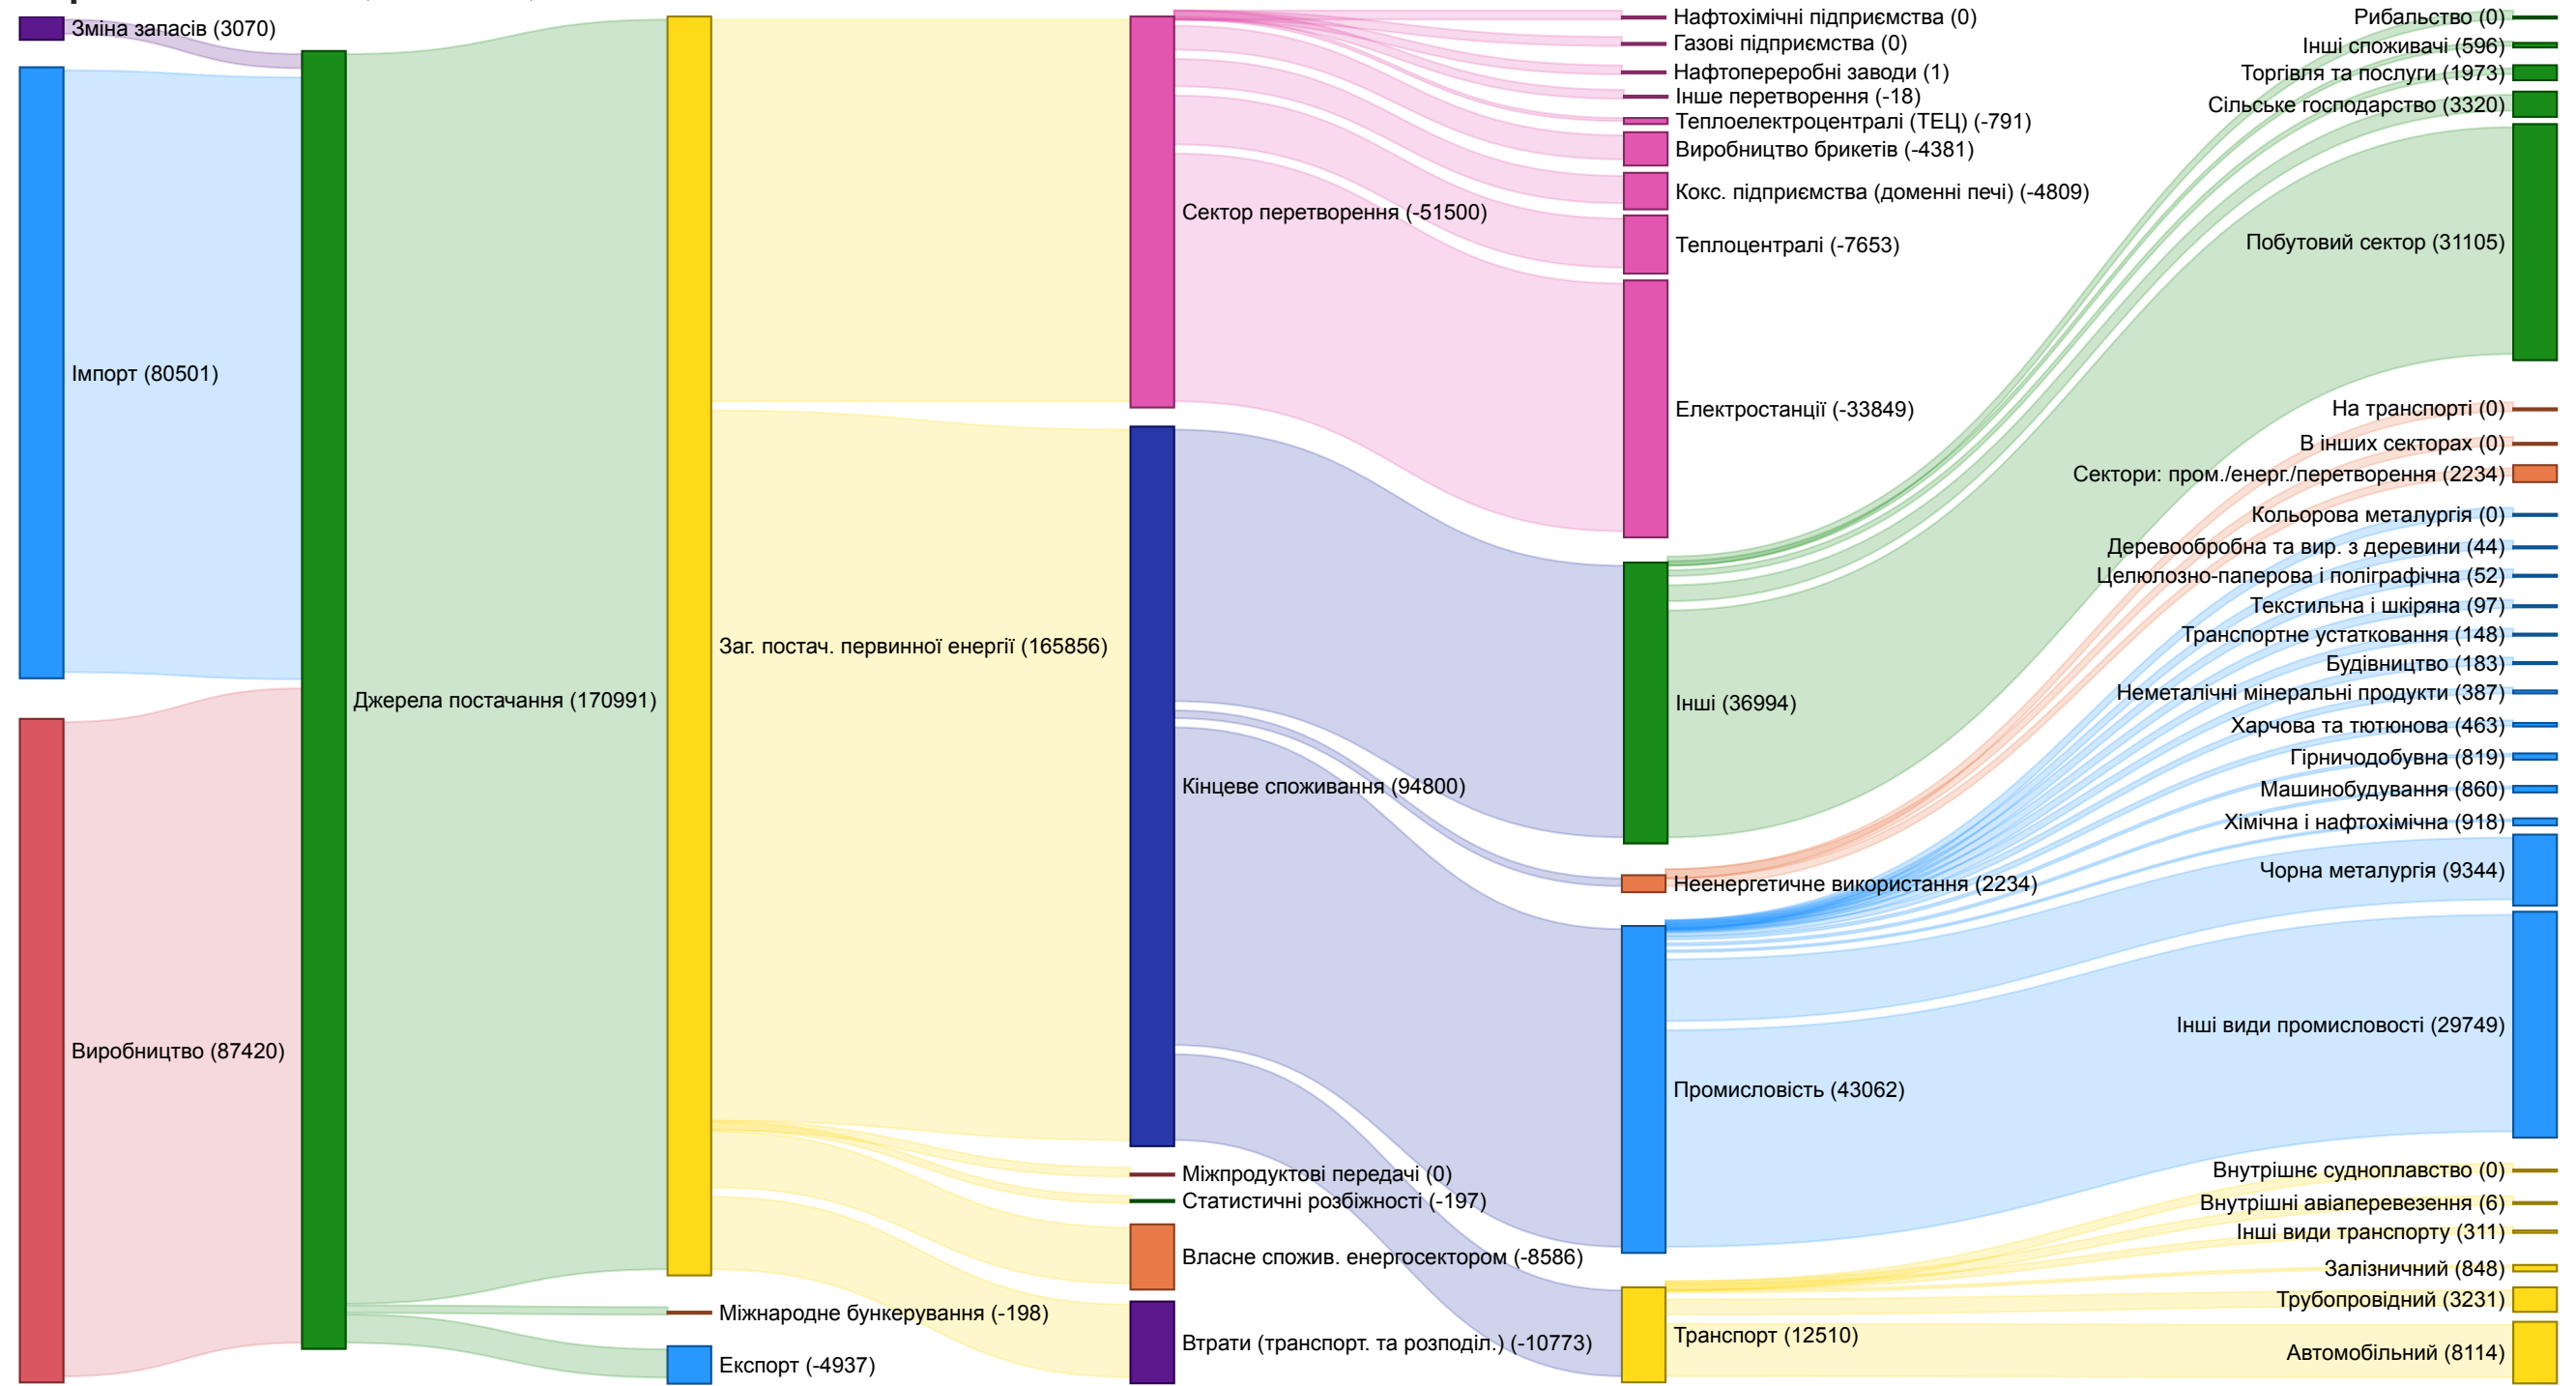 Зміна запасів (3070)
Імпорт (80501)
Виробництво (87420)
Джерела постачання (170991)
Заг. постач. первинної енергії (165856)
Міжнародне бункерування (-198)
Експорт (-4937)
Сектор перетворення (-51500)
Кінцеве споживання (94800)
Міжпродуктові передачі (0)
Статистичні розбіжності (-197)
Власне спожив. енергосектором (-8586)
Втрати (транспорт. та розподіл.) (-10773)
Нафтохімічні підприємства (0)
Газові підприємства (0)
Нафтопереробні заводи (1)
Інше перетворення (-18)
Теплоелектроцентралі (ТЕЦ) (-791)
Виробництво брикетів (-4381)
Кокс. підприємства (доменні печі) (-4809)
Теплоцентралі (-7653)
Електростанції (-33849)
Інші (36994)
Неенергетичне використання (2234)
Промисловість (43062)
Транспорт (12510)
Рибальство (0)
Інші споживачі (596)
Торгівля та послуги (1973)
Сільське господарство (3320)
Побутовий сектор (31105)
На транспорті (0)
В інших секторах (0)
Сектори: пром./енерг./перетворення (2234)
Кольорова металургія (0)
Деревообробна та вир. з деревини (44)
Целюлозно-паперова і поліграфічна (52)
Текстильна і шкіряна (97)
Транспортне устатковання (148)
Будівництво (183)
Неметалічні мінеральні продукти (387)
Харчова та тютюнова (463)
Гірничодобувна (819)
Машинобудування (860)
Хімічна і нафтохімічна (918)
Чорна металургія (9344)
Інші види промисловості (29749)
Внутрішнє судноплавство (0)
Внутрішні авіаперевезення (6)
Інші види транспорту (311)
Залізничний (848)
Трубопровідний (3231)
Автомобільний (8114)